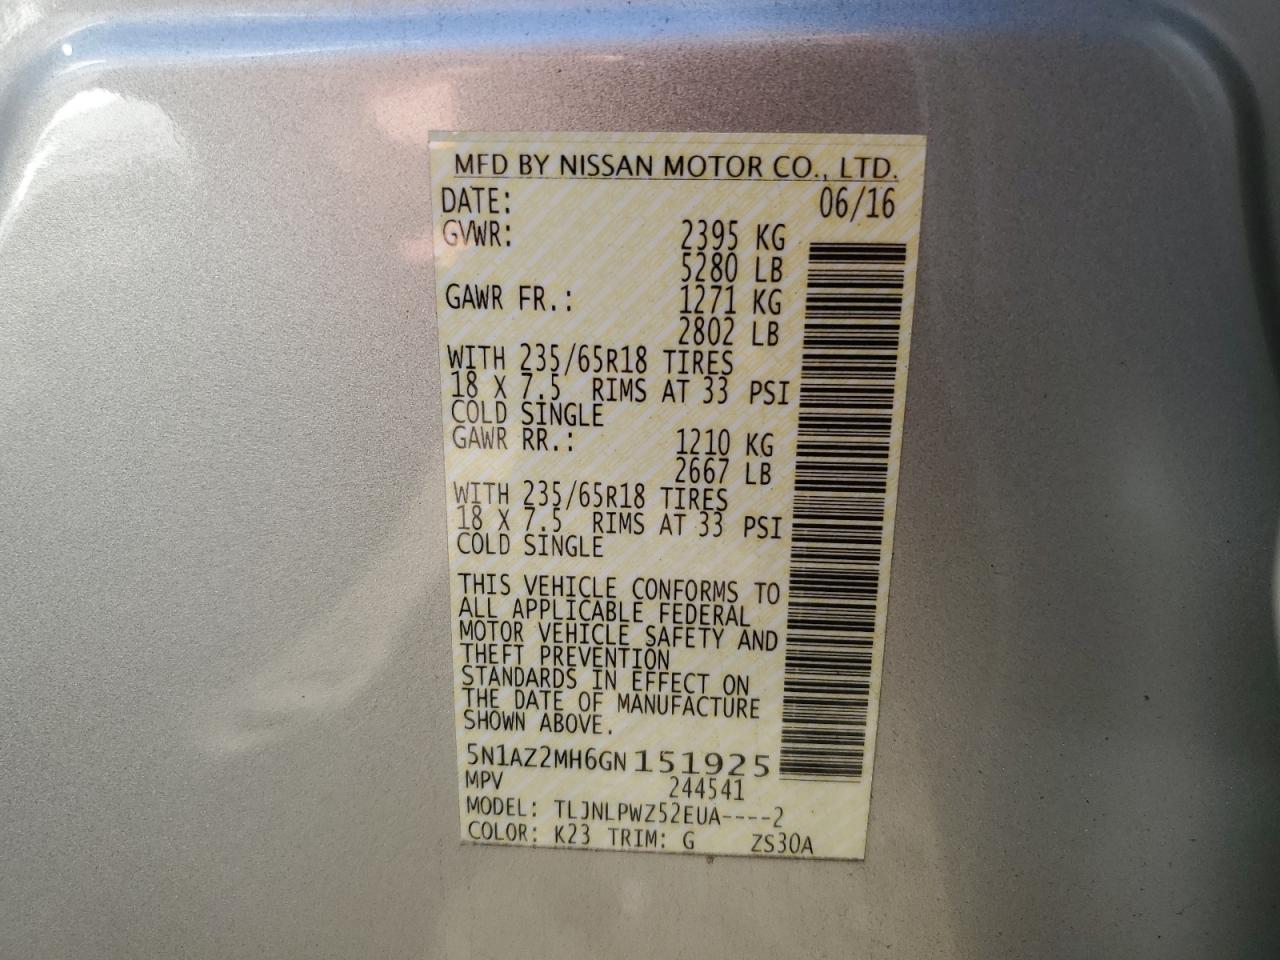 MFD BY NISSAN MOTOR CO., LTD.
DATE: 06/16
GVWR: 2395 KG
5280 LB
GAWR FR.: 1271 KG
2802 LB
WITH 235/65R18 TIRES
18 X 7.5 RIMS AT 33 PSI
COLD SINGLE
GAWR RR.: 1210 KG
2667 LB
WITH 235/65R18 TIRES
18 X 7.5 RIMS AT 33 PSI
COLD SINGLE
THIS VEHICLE CONFORMS TO
ALL APPLICABLE FEDERAL
MOTOR VEHICLE SAFETY AND
THEFT PREVENTION
STANDARDS IN EFFECT ON
THE DATE OF MANUFACTURE
SHOWN ABOVE.
5N1AZ2MH6GN151925
MPV 244541
MODEL: TLJNLPWZ52EUA----2
COLOR: K23 TRIM: G ZS30A